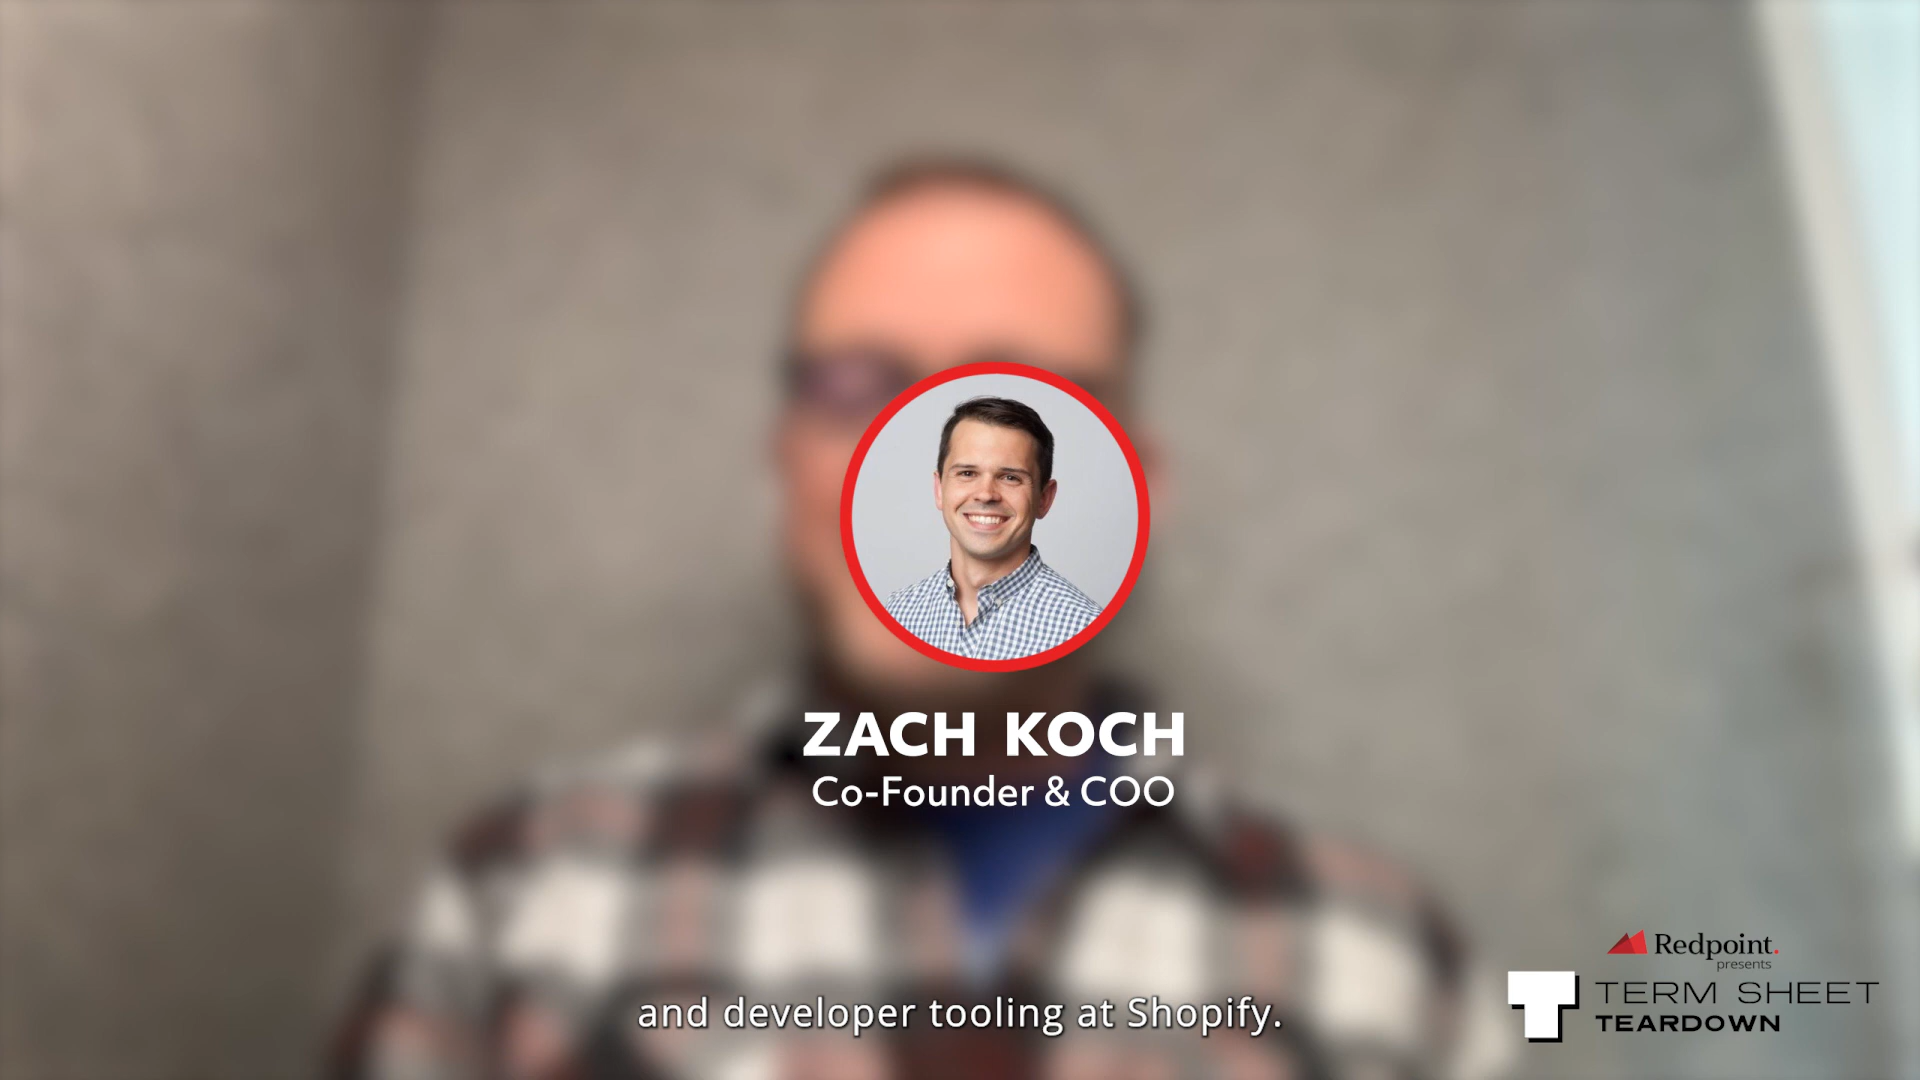 ZACH KOCH
Co-Founder & COO
Redpoint.
presents
TERM SHEET
TEARDOWN
and developer tooling at Shopify.